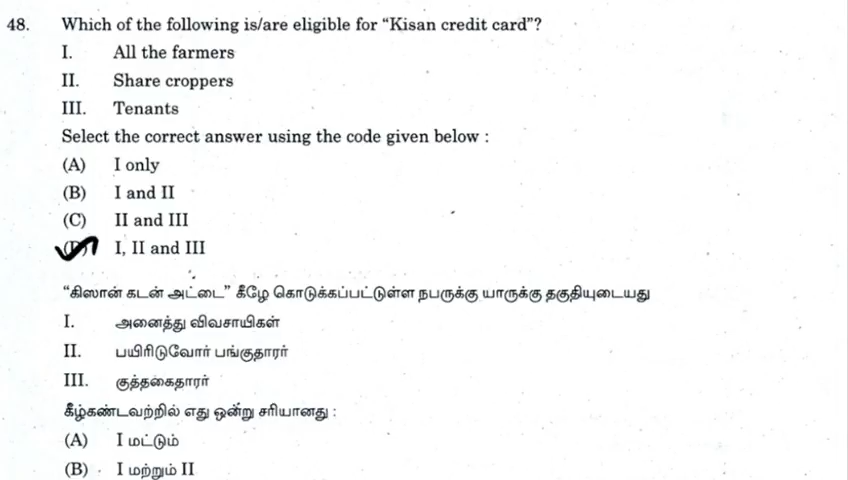 48. Which of the following is/are eligible for "Kisan credit card"?
I. All the farmers
II. Share croppers
III. Tenants
Select the correct answer using the code given below :
(A) I only
(B) I and II
(C) II and III
(D) I, II and III
"கிஸான் கடன் அட்டை" கீழே கொடுக்கப்பட்டுள்ள நபருக்கு யாருக்கு தகுதியுடையது
I. அனைத்து விவசாயிகள்
II. பயிரிடுவோர் பங்குதாரர்
III. குத்தகைதாரர்
கீழ்கண்டவற்றில் எது ஒன்று சரியானது :
(A) I மட்டும்
(B) I மற்றும் II